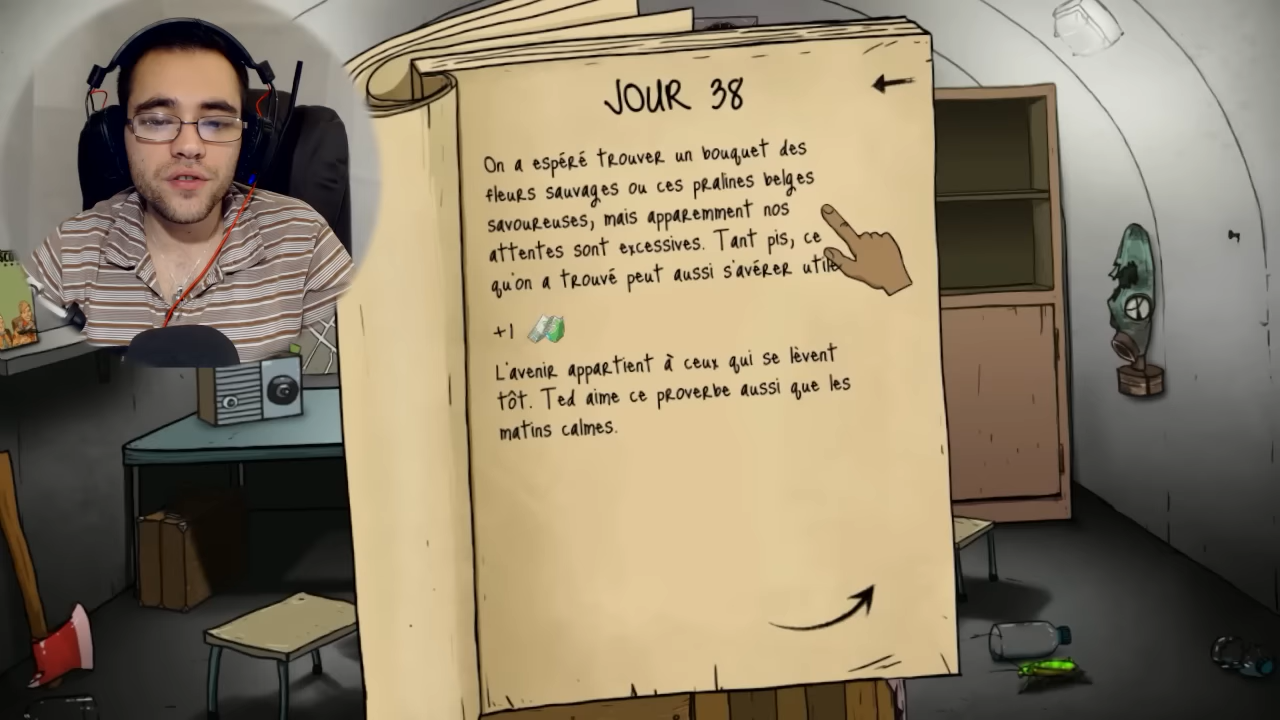 JOUR 38
On a espéré trouver un bouquet des
fleurs sauvages ou ces pralines belges
savoureuses, mais apparemment nos
attentes sont excessives. Tant pis, ce
qu'on a trouvé peut aussi s'avérer utile
+1
L'avenir appartient à ceux qui se lèvent
tôt. Ted aime ce proverbe aussi que les
matins calmes.